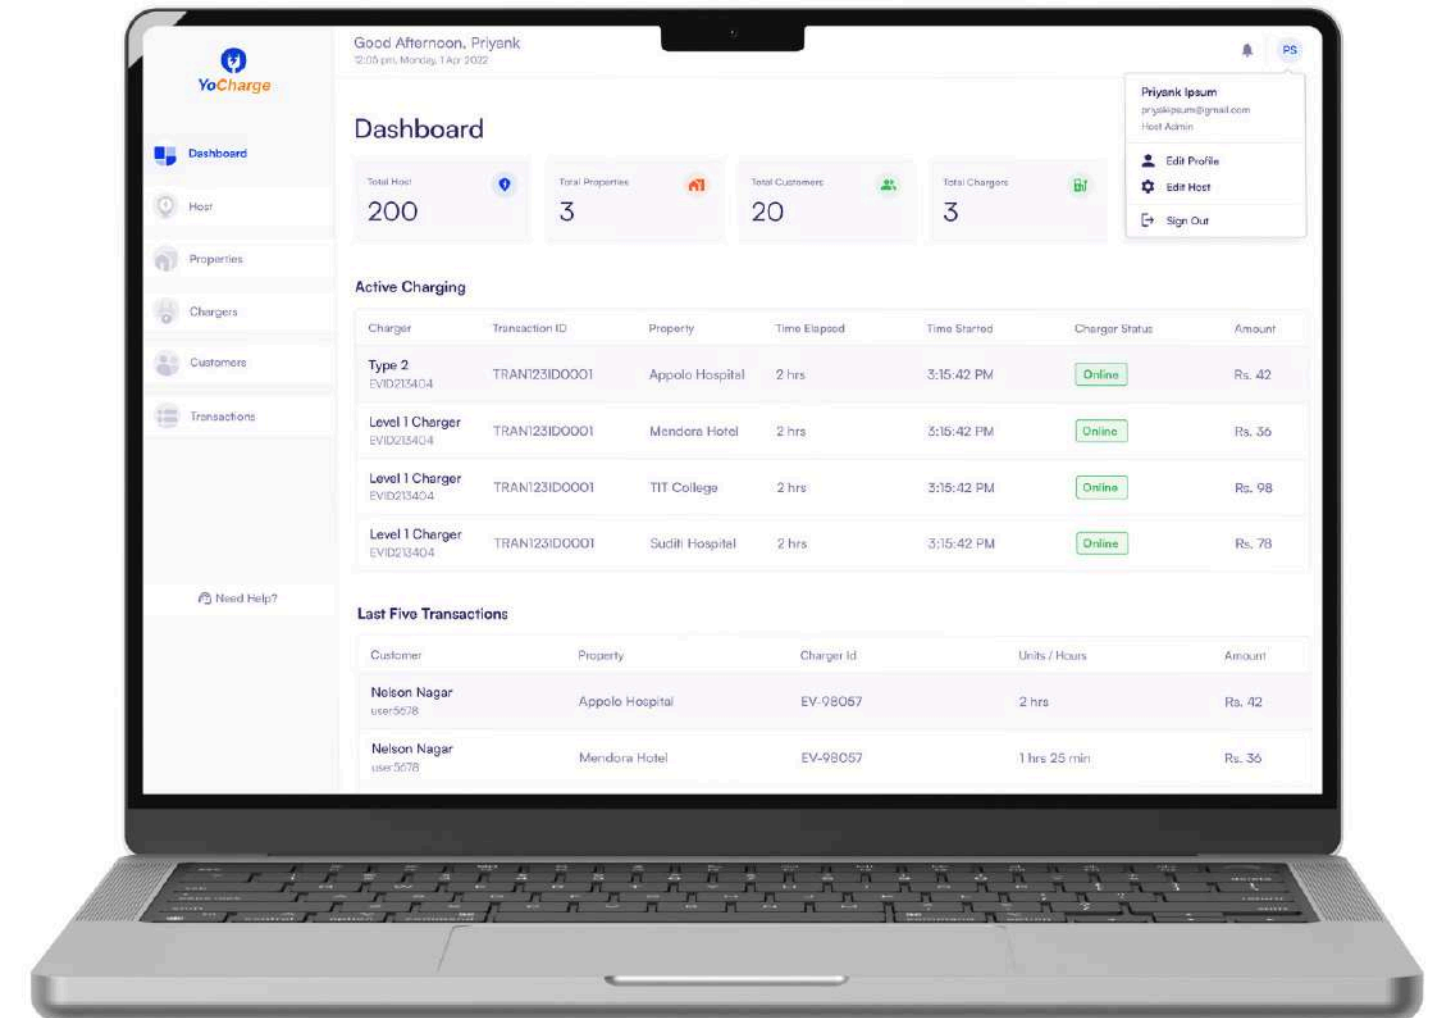 YoCharge
Dashboard
Host
Properties
Chargers
Customers
Transactions
Need Help?
Good Afternoon, Priyank
12:05 pm, Monday, 1 Apr 2022
PS
Priyank Ipsum
Host Admin
Edit Profile
Edit Host
Sign Out
Dashboard
Total Host
200
Total Properties
3
Total Customers
20
Total Chargers
3
Active Charging
Charger Transaction ID Property Time Elapsed Time Started Charger Status Amount
Type 2
EVID213404
TRAN123ID0001 Appolo Hospital 2 hrs 3:15:42 PM Online Rs. 42
Level 1 Charger
EVID213404
TRAN123ID0001 Mendora Hotel 2 hrs 3:15:42 PM Online Rs. 36
Level 1 Charger
EVID213404
TRAN123ID0001 TIT College 2 hrs 3:15:42 PM Online Rs. 98
Level 1 Charger
EVID213404
TRAN123ID0001 Suditi Hospital 2 hrs 3:15:42 PM Online Rs. 78
Last Five Transactions
Customer Property Charger Id Units / Hours Amount
Nelson Nagar
user5678
Appolo Hospital EV-98057 2 hrs Rs. 42
Nelson Nagar
user5678
Mendora Hotel EV-98057 1 hrs 25 min Rs. 36
control option command command option